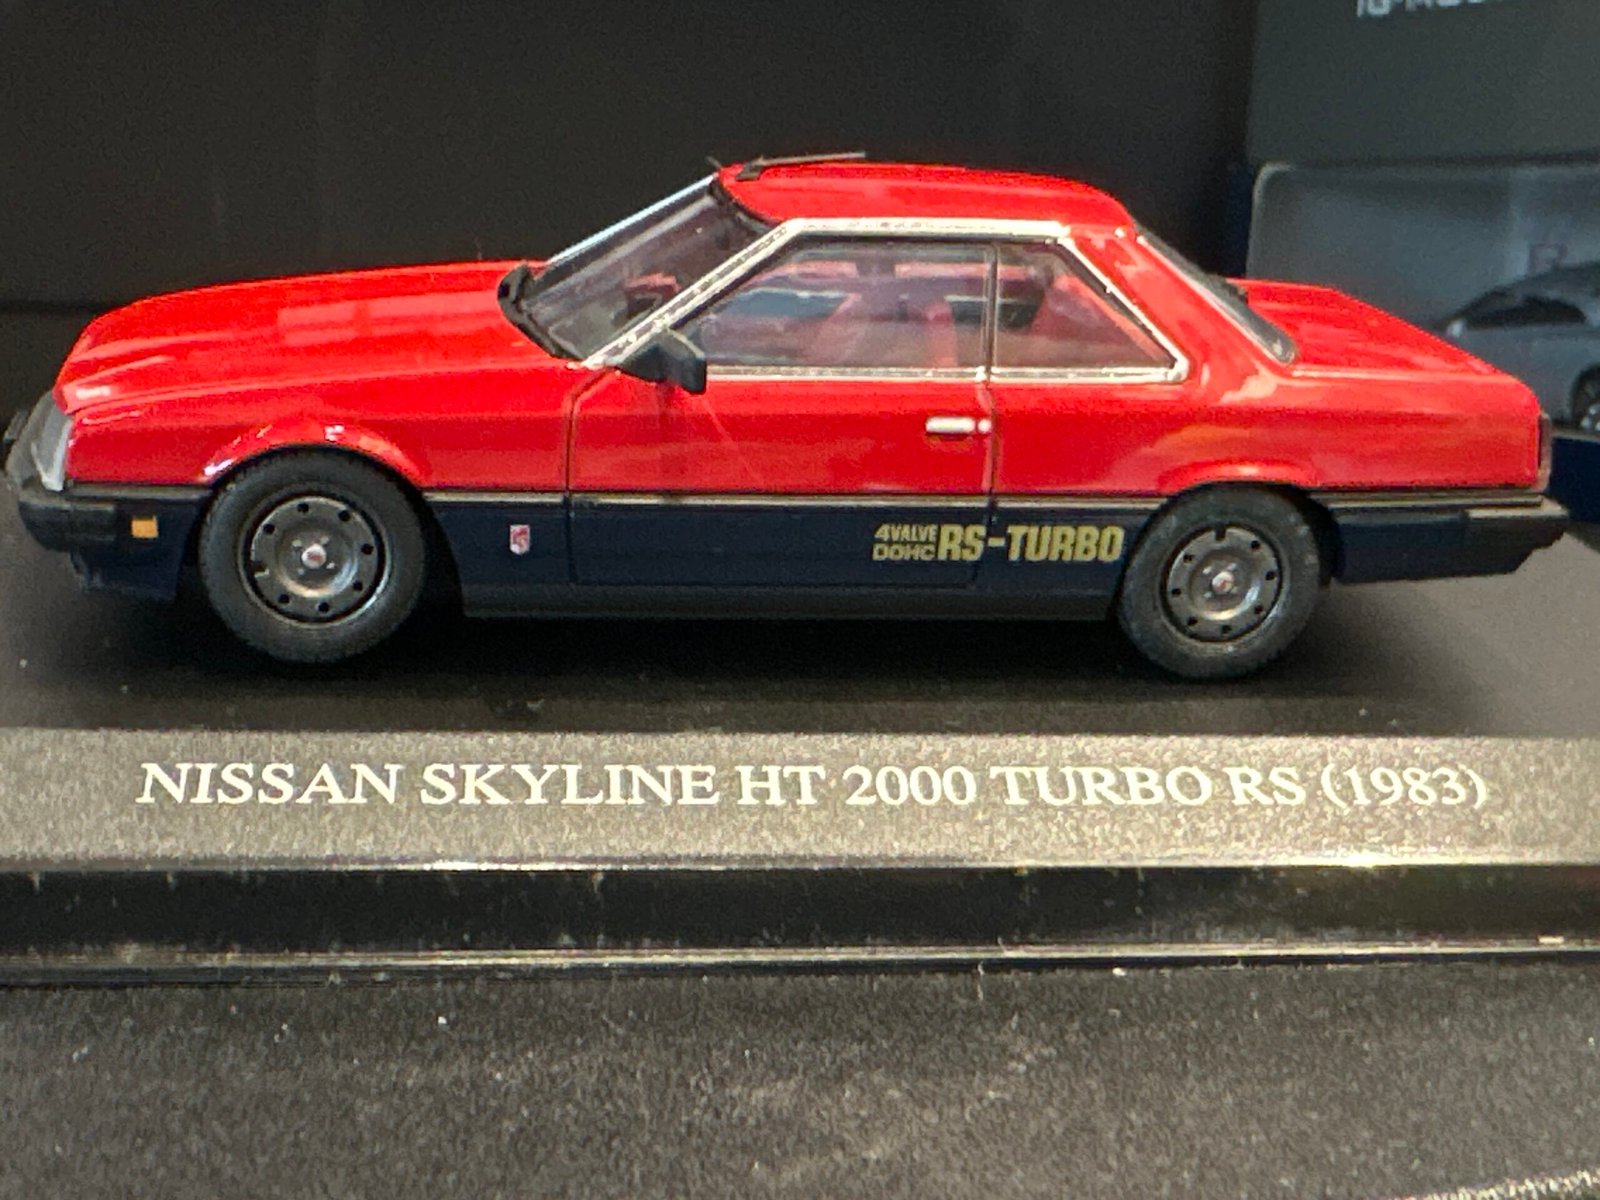 4VALVE
DOHC RS-TURBO
NISSAN SKYLINE HT 2000 TURBO RS (1983)